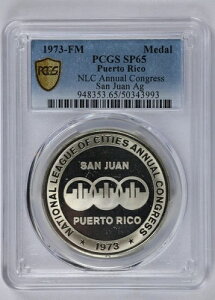 1973-FM Medal
PCGS SP65
Puerto Rico
NLC Annual Congress
San Juan Ag
948353.65/50343993
PCGS
NATIONAL LEAGUE OF CITIES ANNUAL CONGRESS
SAN JUAN
PUERTO RICO
1973